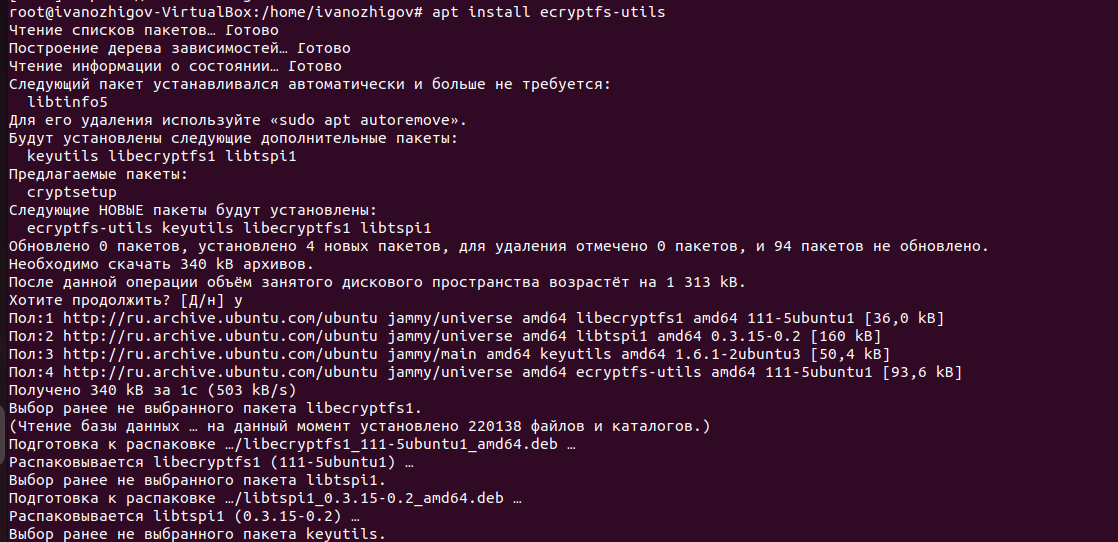 root@ivanozhigov-VirtualBox:/home/ivanozhigov# apt install ecryptfs-utils
Чтение списков пакетов… Готово
Построение дерева зависимостей… Готово
Чтение информации о состоянии… Готово
Следующий пакет устанавливался автоматически и больше не требуется:
  libtinfo5
Для его удаления используйте «sudo apt autoremove».
Будут установлены следующие дополнительные пакеты:
  keyutils libecryptfs1 libtspi1
Предлагаемые пакеты:
  cryptsetup
Следующие НОВЫЕ пакеты будут установлены:
  ecryptfs-utils keyutils libecryptfs1 libtspi1
Обновлено 0 пакетов, установлено 4 новых пакетов, для удаления отмечено 0 пакетов, и 94 пакетов не обновлено.
Необходимо скачать 340 kB архивов.
После данной операции объём занятого дискового пространства возрастёт на 1 313 kB.
Хотите продолжить? [Д/н] y
Пол:1 http://ru.archive.ubuntu.com/ubuntu jammy/universe amd64 libecryptfs1 amd64 111-5ubuntu1 [36,0 kB]
Пол:2 http://ru.archive.ubuntu.com/ubuntu jammy/universe amd64 libtspi1 amd64 0.3.15-0.2 [160 kB]
Пол:3 http://ru.archive.ubuntu.com/ubuntu jammy/main amd64 keyutils amd64 1.6.1-2ubuntu3 [50,4 kB]
Пол:4 http://ru.archive.ubuntu.com/ubuntu jammy/universe amd64 ecryptfs-utils amd64 111-5ubuntu1 [93,6 kB]
Получено 340 kB за 1с (503 kB/s)
Выбор ранее не выбранного пакета libecryptfs1.
(Чтение базы данных … на данный момент установлено 220138 файлов и каталогов.)
Подготовка к распаковке …/libecryptfs1_111-5ubuntu1_amd64.deb …
Распаковывается libecryptfs1 (111-5ubuntu1) …
Выбор ранее не выбранного пакета libtspi1.
Подготовка к распаковке …/libtspi1_0.3.15-0.2_amd64.deb …
Распаковывается libtspi1 (0.3.15-0.2) …
Выбор ранее не выбранного пакета keyutils.